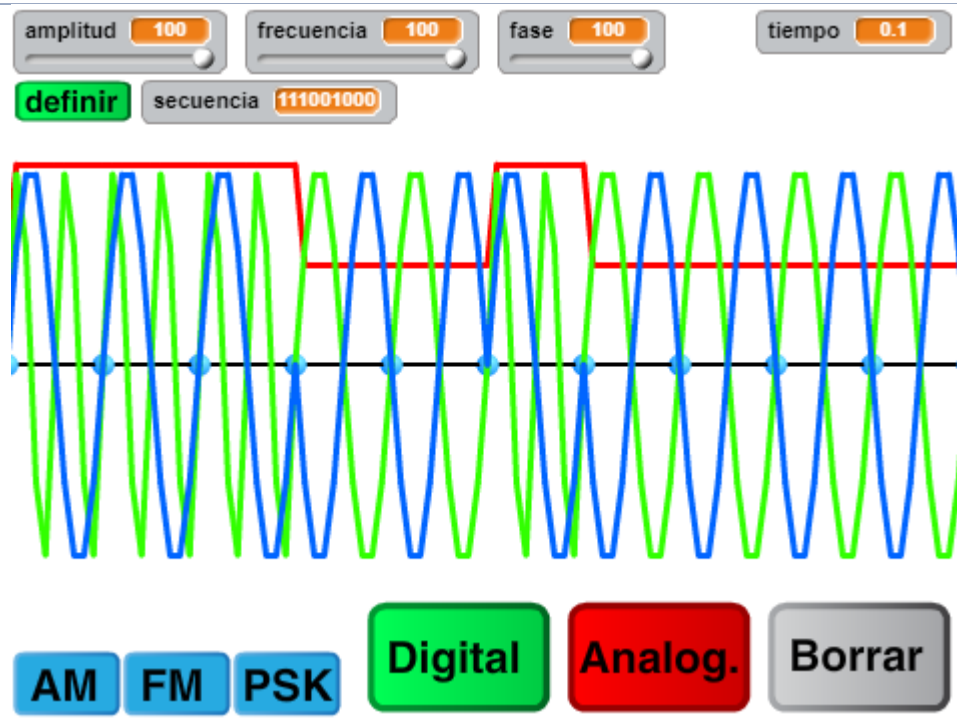 amplitud 100 frecuencia 100 fase 100 tiempo 0.1
definir secuencia 111001000
AM FM PSK Digital Analog. Borrar